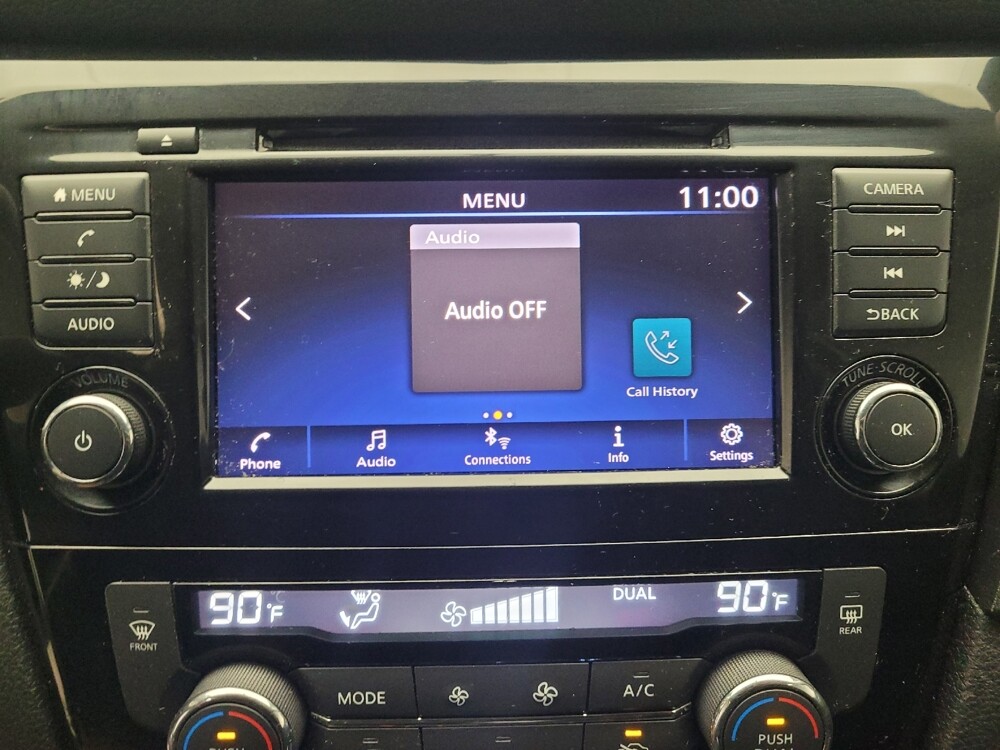 MENU
AUDIO
VOLUME
MENU
11:00
Audio
Audio OFF
Call History
Phone
Audio
Connections
Info
Settings
CAMERA
BACK
TUNE·SCROLL
OK
90°F
DUAL
90°F
FRONT
REAR
MODE
A/C
PUSH
PUSH